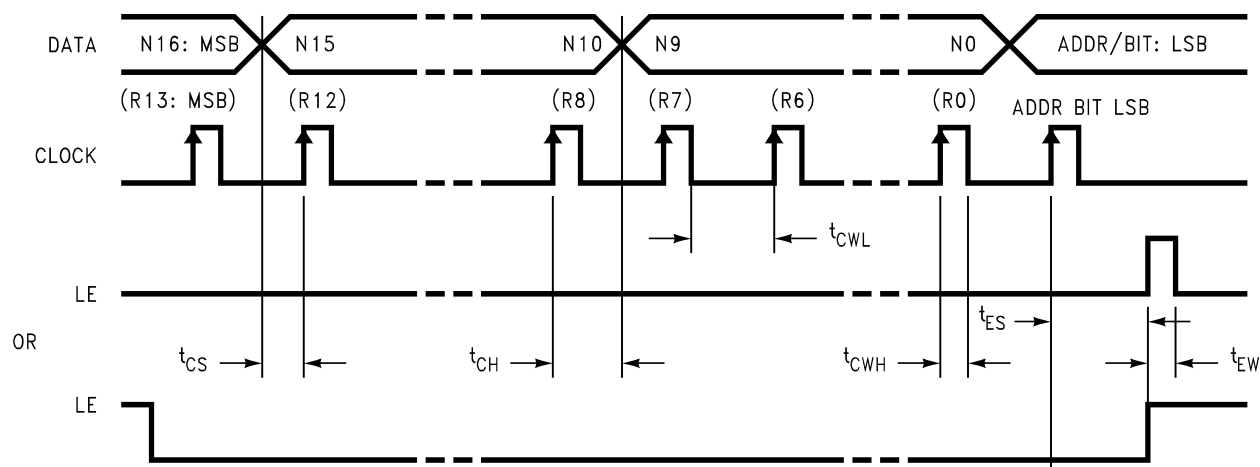 DATA N16: MSB N15 N10 N9 N0 ADDR/BIT: LSB
(R13: MSB) (R12) (R8) (R7) (R6) (R0) ADDR BIT LSB
CLOCK
tCWL
LE
tES
OR
tCS tCH tCWH tEW
LE